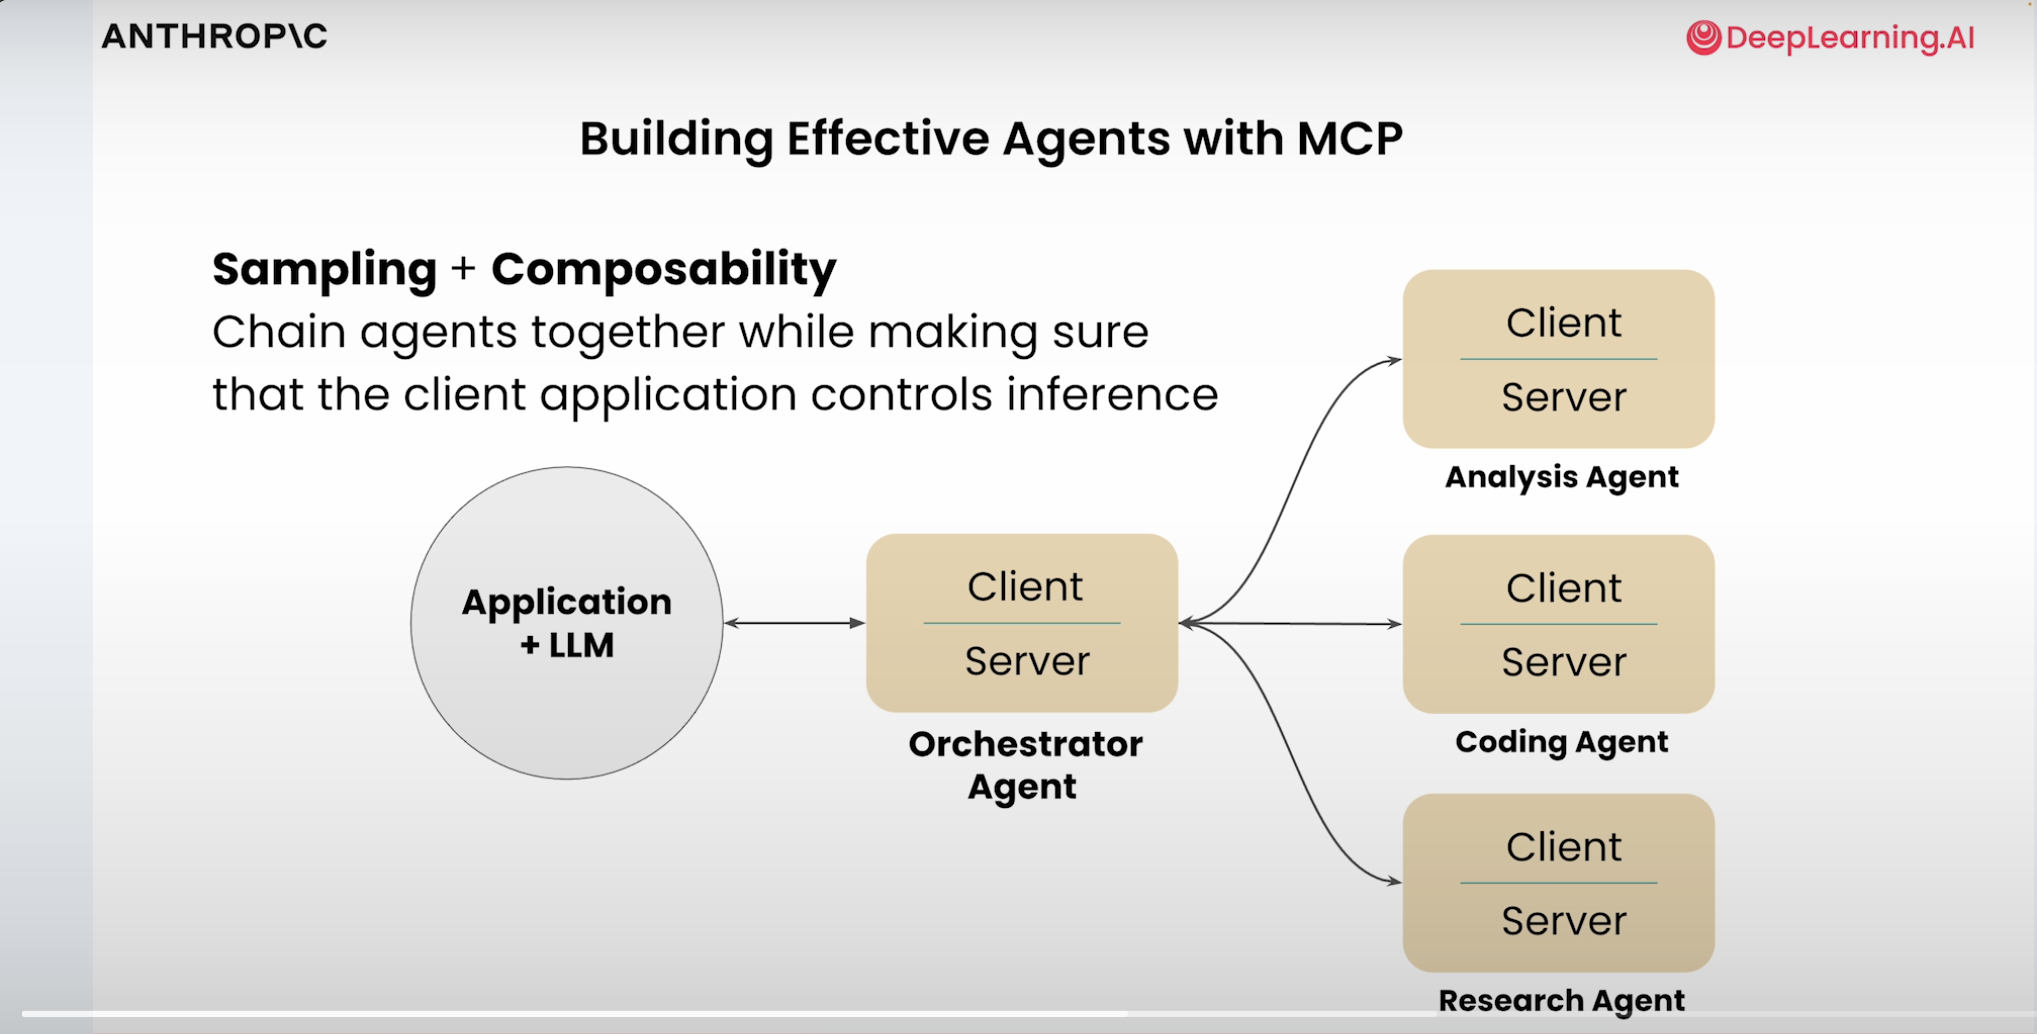 ANTHROP\C
DeepLearning.AI
Building Effective Agents with MCP
Sampling + Composability
Chain agents together while making sure
that the client application controls inference
Application
+ LLM
Client
Server
Orchestrator
Agent
Client
Server
Analysis Agent
Client
Server
Coding Agent
Client
Server
Research Agent